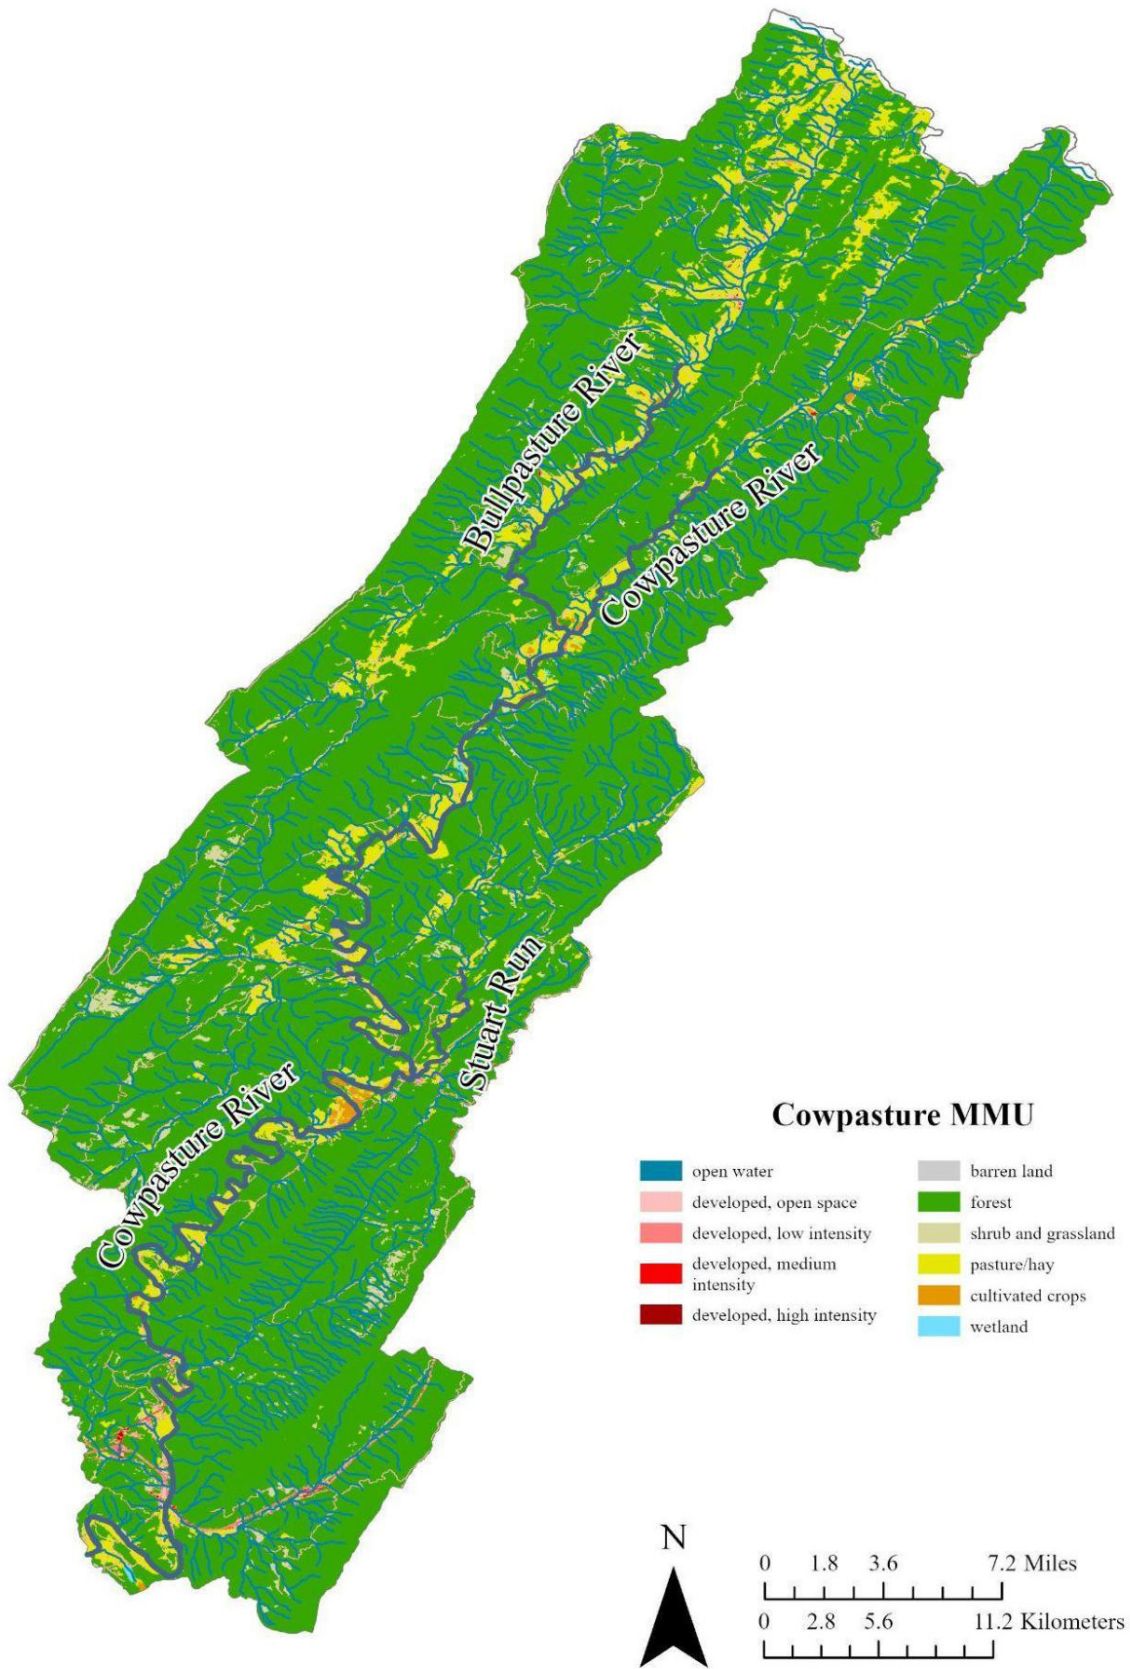 Bullpasture River
Cowpasture River
Stuart Run
Cowpasture River
Cowpasture MMU
open water
developed, open space
developed, low intensity
developed, medium
intensity
developed, high intensity
barren land
forest
shrub and grassland
pasture/hay
cultivated crops
wetland
N
0 1.8 3.6 7.2 Miles
0 2.8 5.6 11.2 Kilometers